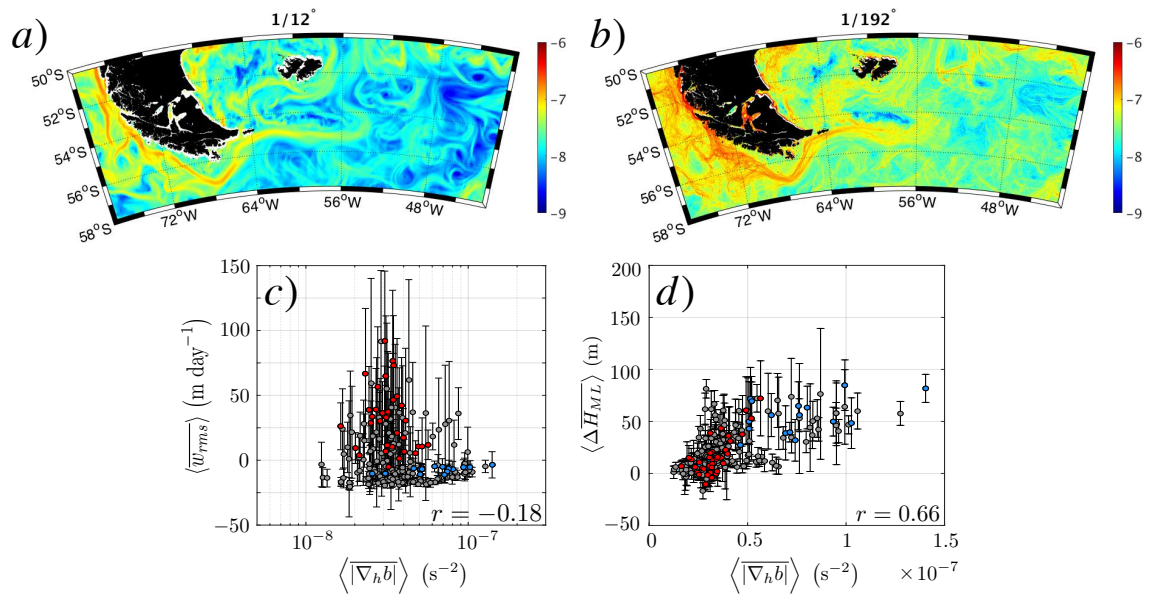 a)
1/12°
50°S
52°S
54°S
56°S
58°S
72°W
64°W
56°W
48°W
-6
-7
-8
-9
b)
1/192°
50°S
52°S
54°S
56°S
58°S
72°W
64°W
56°W
48°W
-6
-7
-8
-9
c)
150
100
50
0
-50
⟨w̅r̅m̅s̅⟩ (m day⁻¹)
r = −0.18
10⁻⁸
10⁻⁷
⟨|∇ₕb|⟩ (s⁻²)
d)
200
150
100
50
0
-50
⟨ΔH_ML⟩ (m)
r = 0.66
0
0.5
1
1.5
×10⁻⁷
⟨|∇ₕb|⟩ (s⁻²)